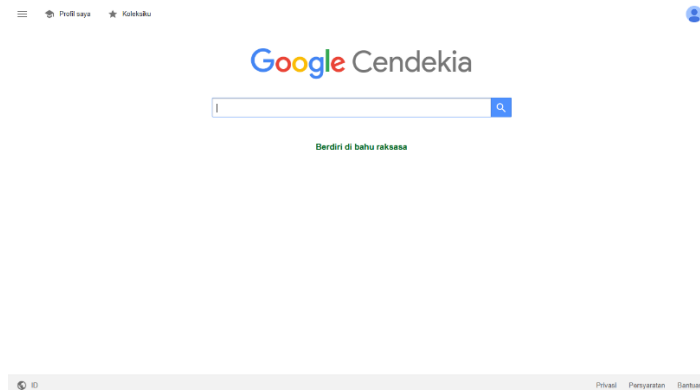 Profil saya Koleksiku
Google Cendekia
Berdiri di bahu raksasa
ID Privasi Persyaratan Bantuan